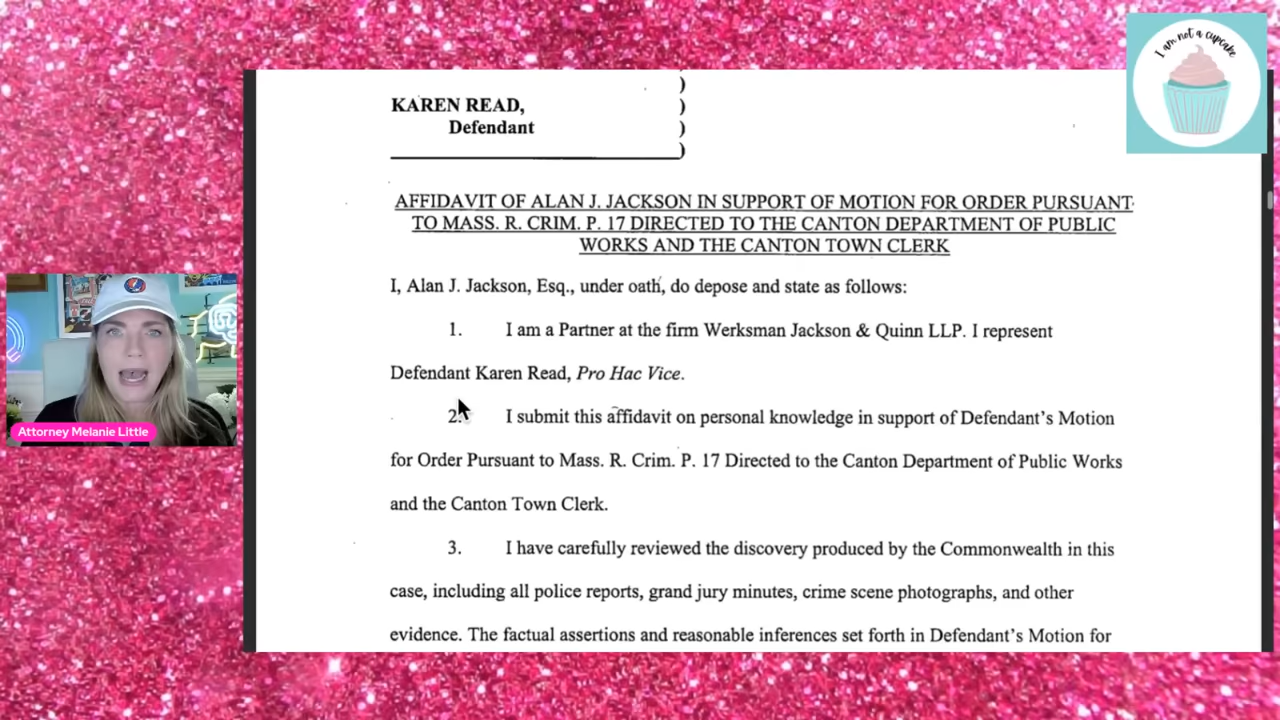 I am not a cupcake
KAREN READ,
Defendant
)
)
)
)
AFFIDAVIT OF ALAN J. JACKSON IN SUPPORT OF MOTION FOR ORDER PURSUANT
TO MASS. R. CRIM. P. 17 DIRECTED TO THE CANTON DEPARTMENT OF PUBLIC
WORKS AND THE CANTON TOWN CLERK
I, Alan J. Jackson, Esq., under oath, do depose and state as follows:
1. I am a Partner at the firm Werksman Jackson & Quinn LLP. I represent
Defendant Karen Read, Pro Hac Vice.
2. I submit this affidavit on personal knowledge in support of Defendant's Motion
for Order Pursuant to Mass. R. Crim. P. 17 Directed to the Canton Department of Public Works
and the Canton Town Clerk.
3. I have carefully reviewed the discovery produced by the Commonwealth in this
case, including all police reports, grand jury minutes, crime scene photographs, and other
evidence. The factual assertions and reasonable inferences set forth in Defendant's Motion for
Attorney Melanie Little